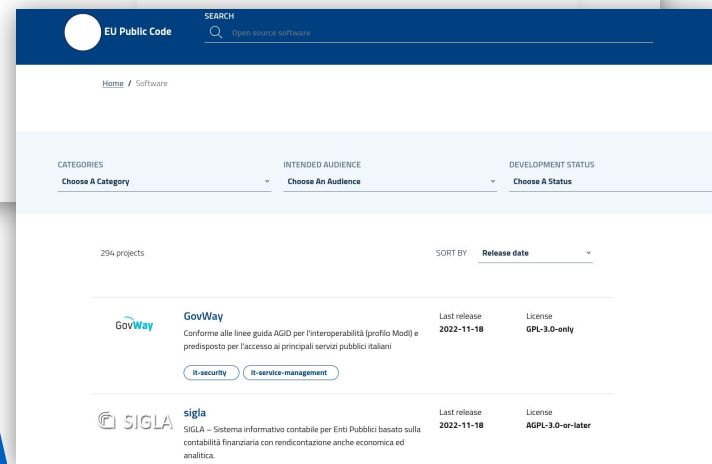 SEARCH
EU Public Code
Open source software
Home / Software
CATEGORIES
INTENDED AUDIENCE
DEVELOPMENT STATUS
Choose A Category
Choose An Audience
Choose A Status
294 projects
SORT BY Release date
GovWay
GovWay
Conforme alle linee guida AGID per l'interoperabilità (profilo ModI) e
predisposto per l'accesso ai principali servizi pubblici italiani
it-security
it-service-management
Last release
2022-11-18
License
GPL-3.0-only
SIGLA
sigla
SIGLA – Sistema informativo contabile per Enti Pubblici basato sulla
contabilità finanziaria con rendicontazione anche economica ed
analitica.
Last release
2022-11-18
License
AGPL-3.0-or-later